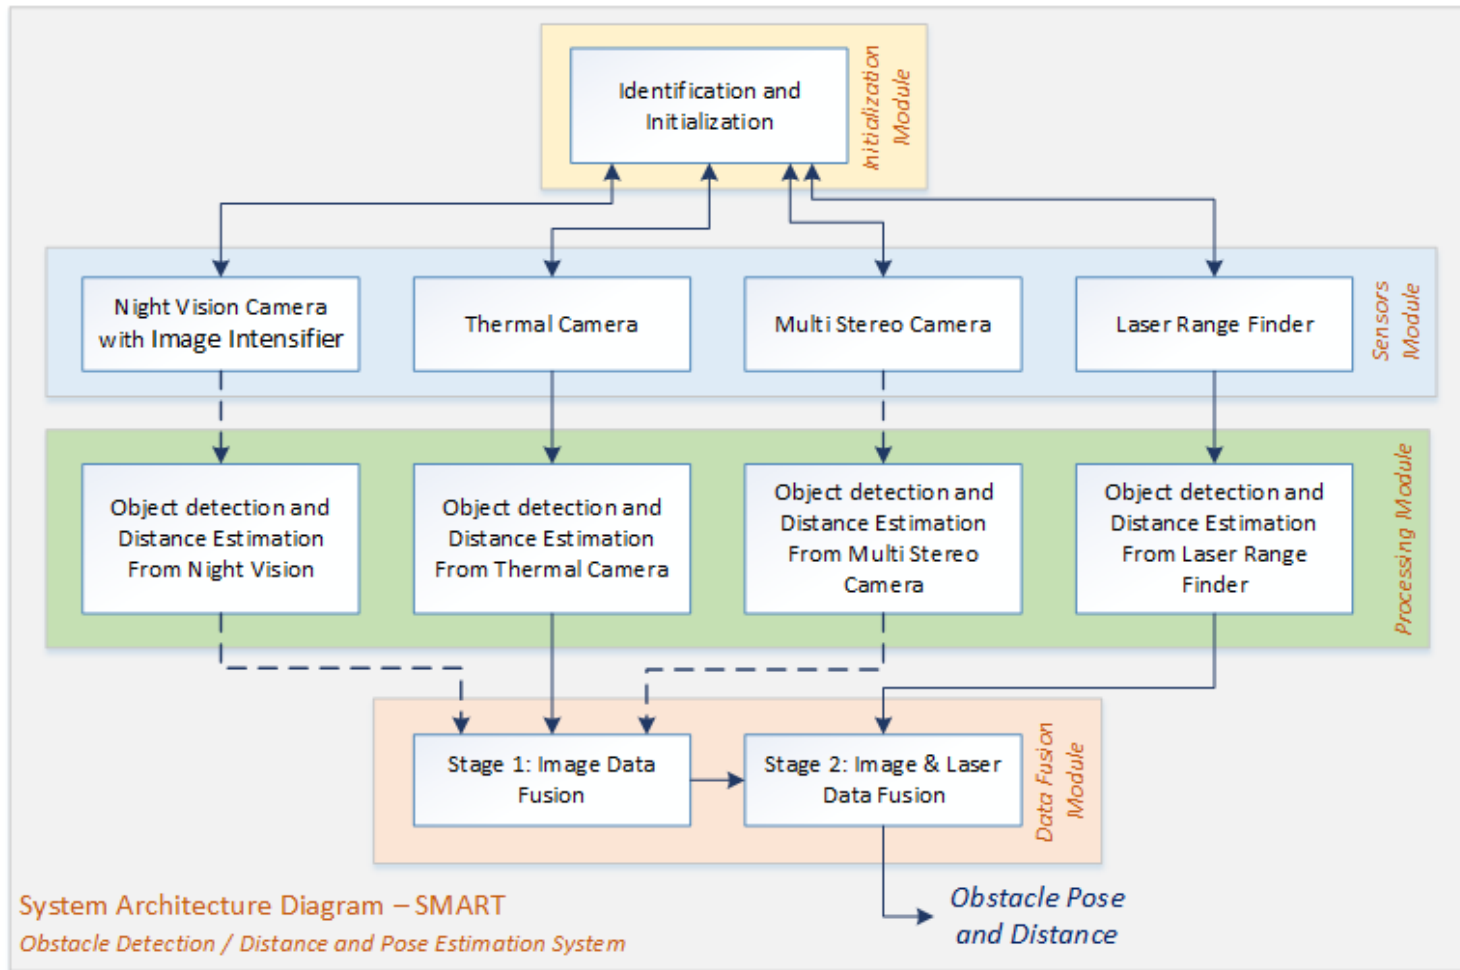 Identification and
Initialization
Initialization
Module
Night Vision Camera
with Image Intensifier
Thermal Camera
Multi Stereo Camera
Laser Range Finder
Sensors
Module
Object detection and
Distance Estimation
From Night Vision
Object detection and
Distance Estimation
From Thermal Camera
Object detection and
Distance Estimation
From Multi Stereo
Camera
Object detection and
Distance Estimation
From Laser Range
Finder
Processing Module
Stage 1: Image Data
Fusion
Stage 2: Image & Laser
Data Fusion
Data Fusion
Module
Obstacle Pose
and Distance
System Architecture Diagram – SMART
Obstacle Detection / Distance and Pose Estimation System